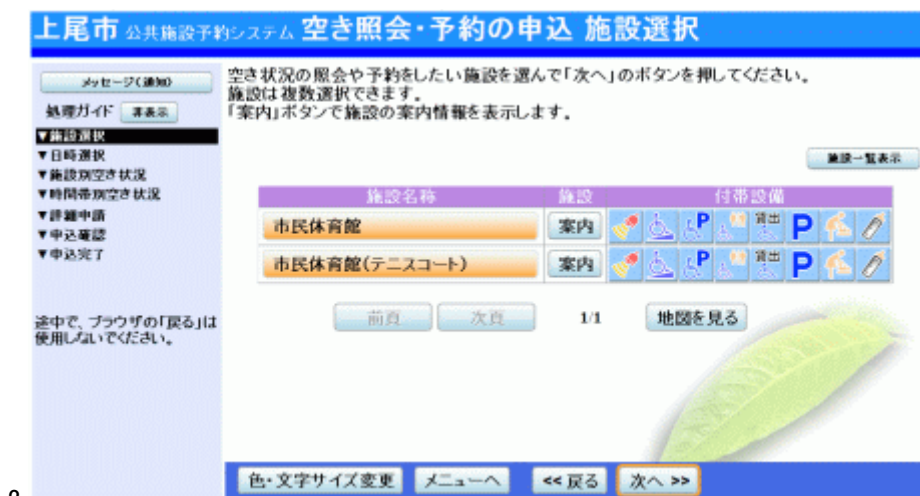 上尾市 公共施設予約システム 空き照会・予約の申込 施設選択
メッセージ(通知)
処理ガイド 非表示
▼施設選択
▼日時選択
▼施設別空き状況
▼時間帯別空き状況
▼詳細申請
▼申込確認
▼申込完了
途中で、ブラウザの「戻る」は
使用しないでください。
空き状況の照会や予約をしたい施設を選んで「次へ」のボタンを押してください。
施設は複数選択できます。
「案内」ボタンで施設の案内情報を表示します。
施設一覧表示
施設名称 施設 付帯設備
市民体育館 案内 P 貸出 P
市民体育館(テニスコート) 案内 P 貸出 P
前頁 次頁 1/1 地図を見る
色・文字サイズ変更 メニューへ << 戻る 次へ >>